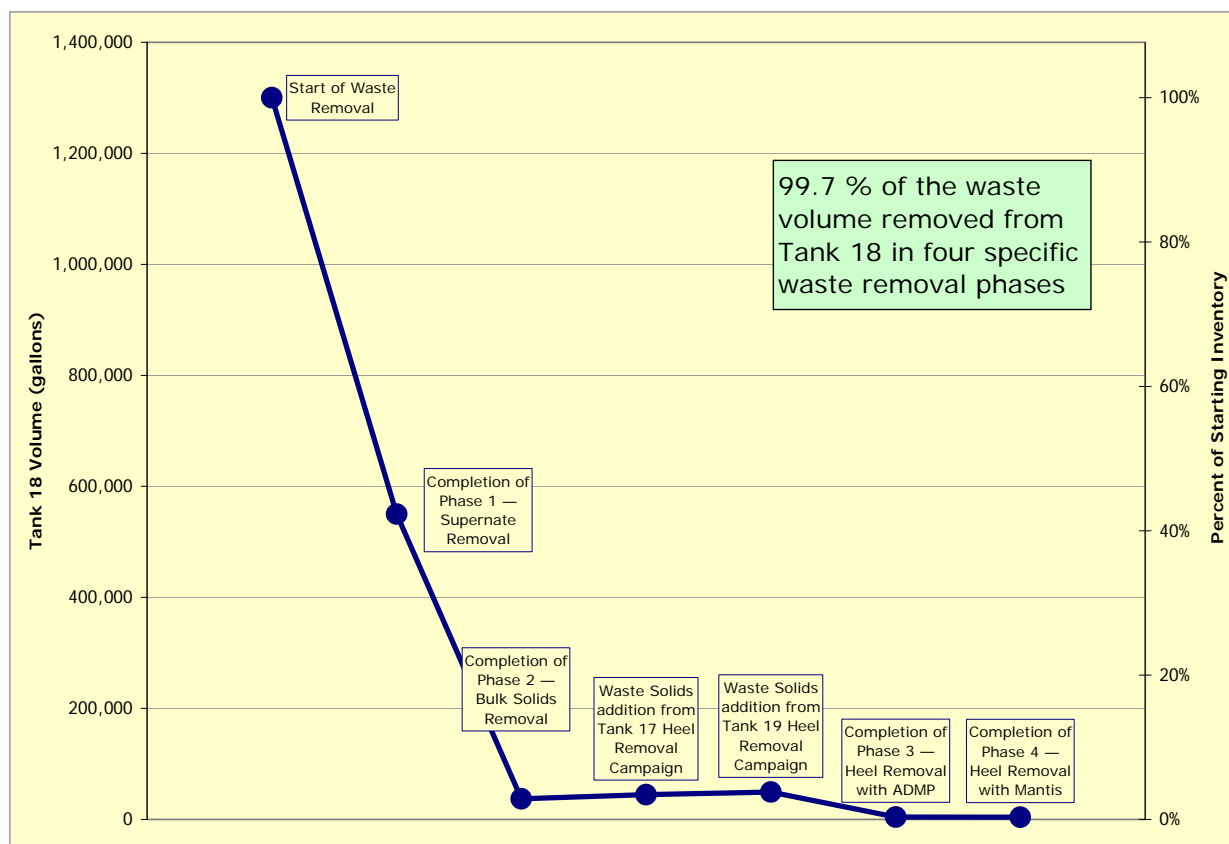 1,400,000
1,200,000
1,000,000
800,000
600,000
400,000
200,000
0
Tank 18 Volume (gallons)
Start of Waste
Removal
Completion of
Phase 1 —
Supernate
Removal
Completion of
Phase 2 —
Bulk Solids
Removal
Waste Solids
addition from
Tank 17 Heel
Removal
Campaign
Waste Solids
addition from
Tank 19 Heel
Removal
Campaign
Completion of
Phase 3 —
Heel Removal
with ADMP
Completion of
Phase 4 —
Heel Removal
with Mantis
99.7 % of the waste
volume removed from
Tank 18 in four specific
waste removal phases
100%
80%
60%
40%
20%
0%
Percent of Starting Inventory